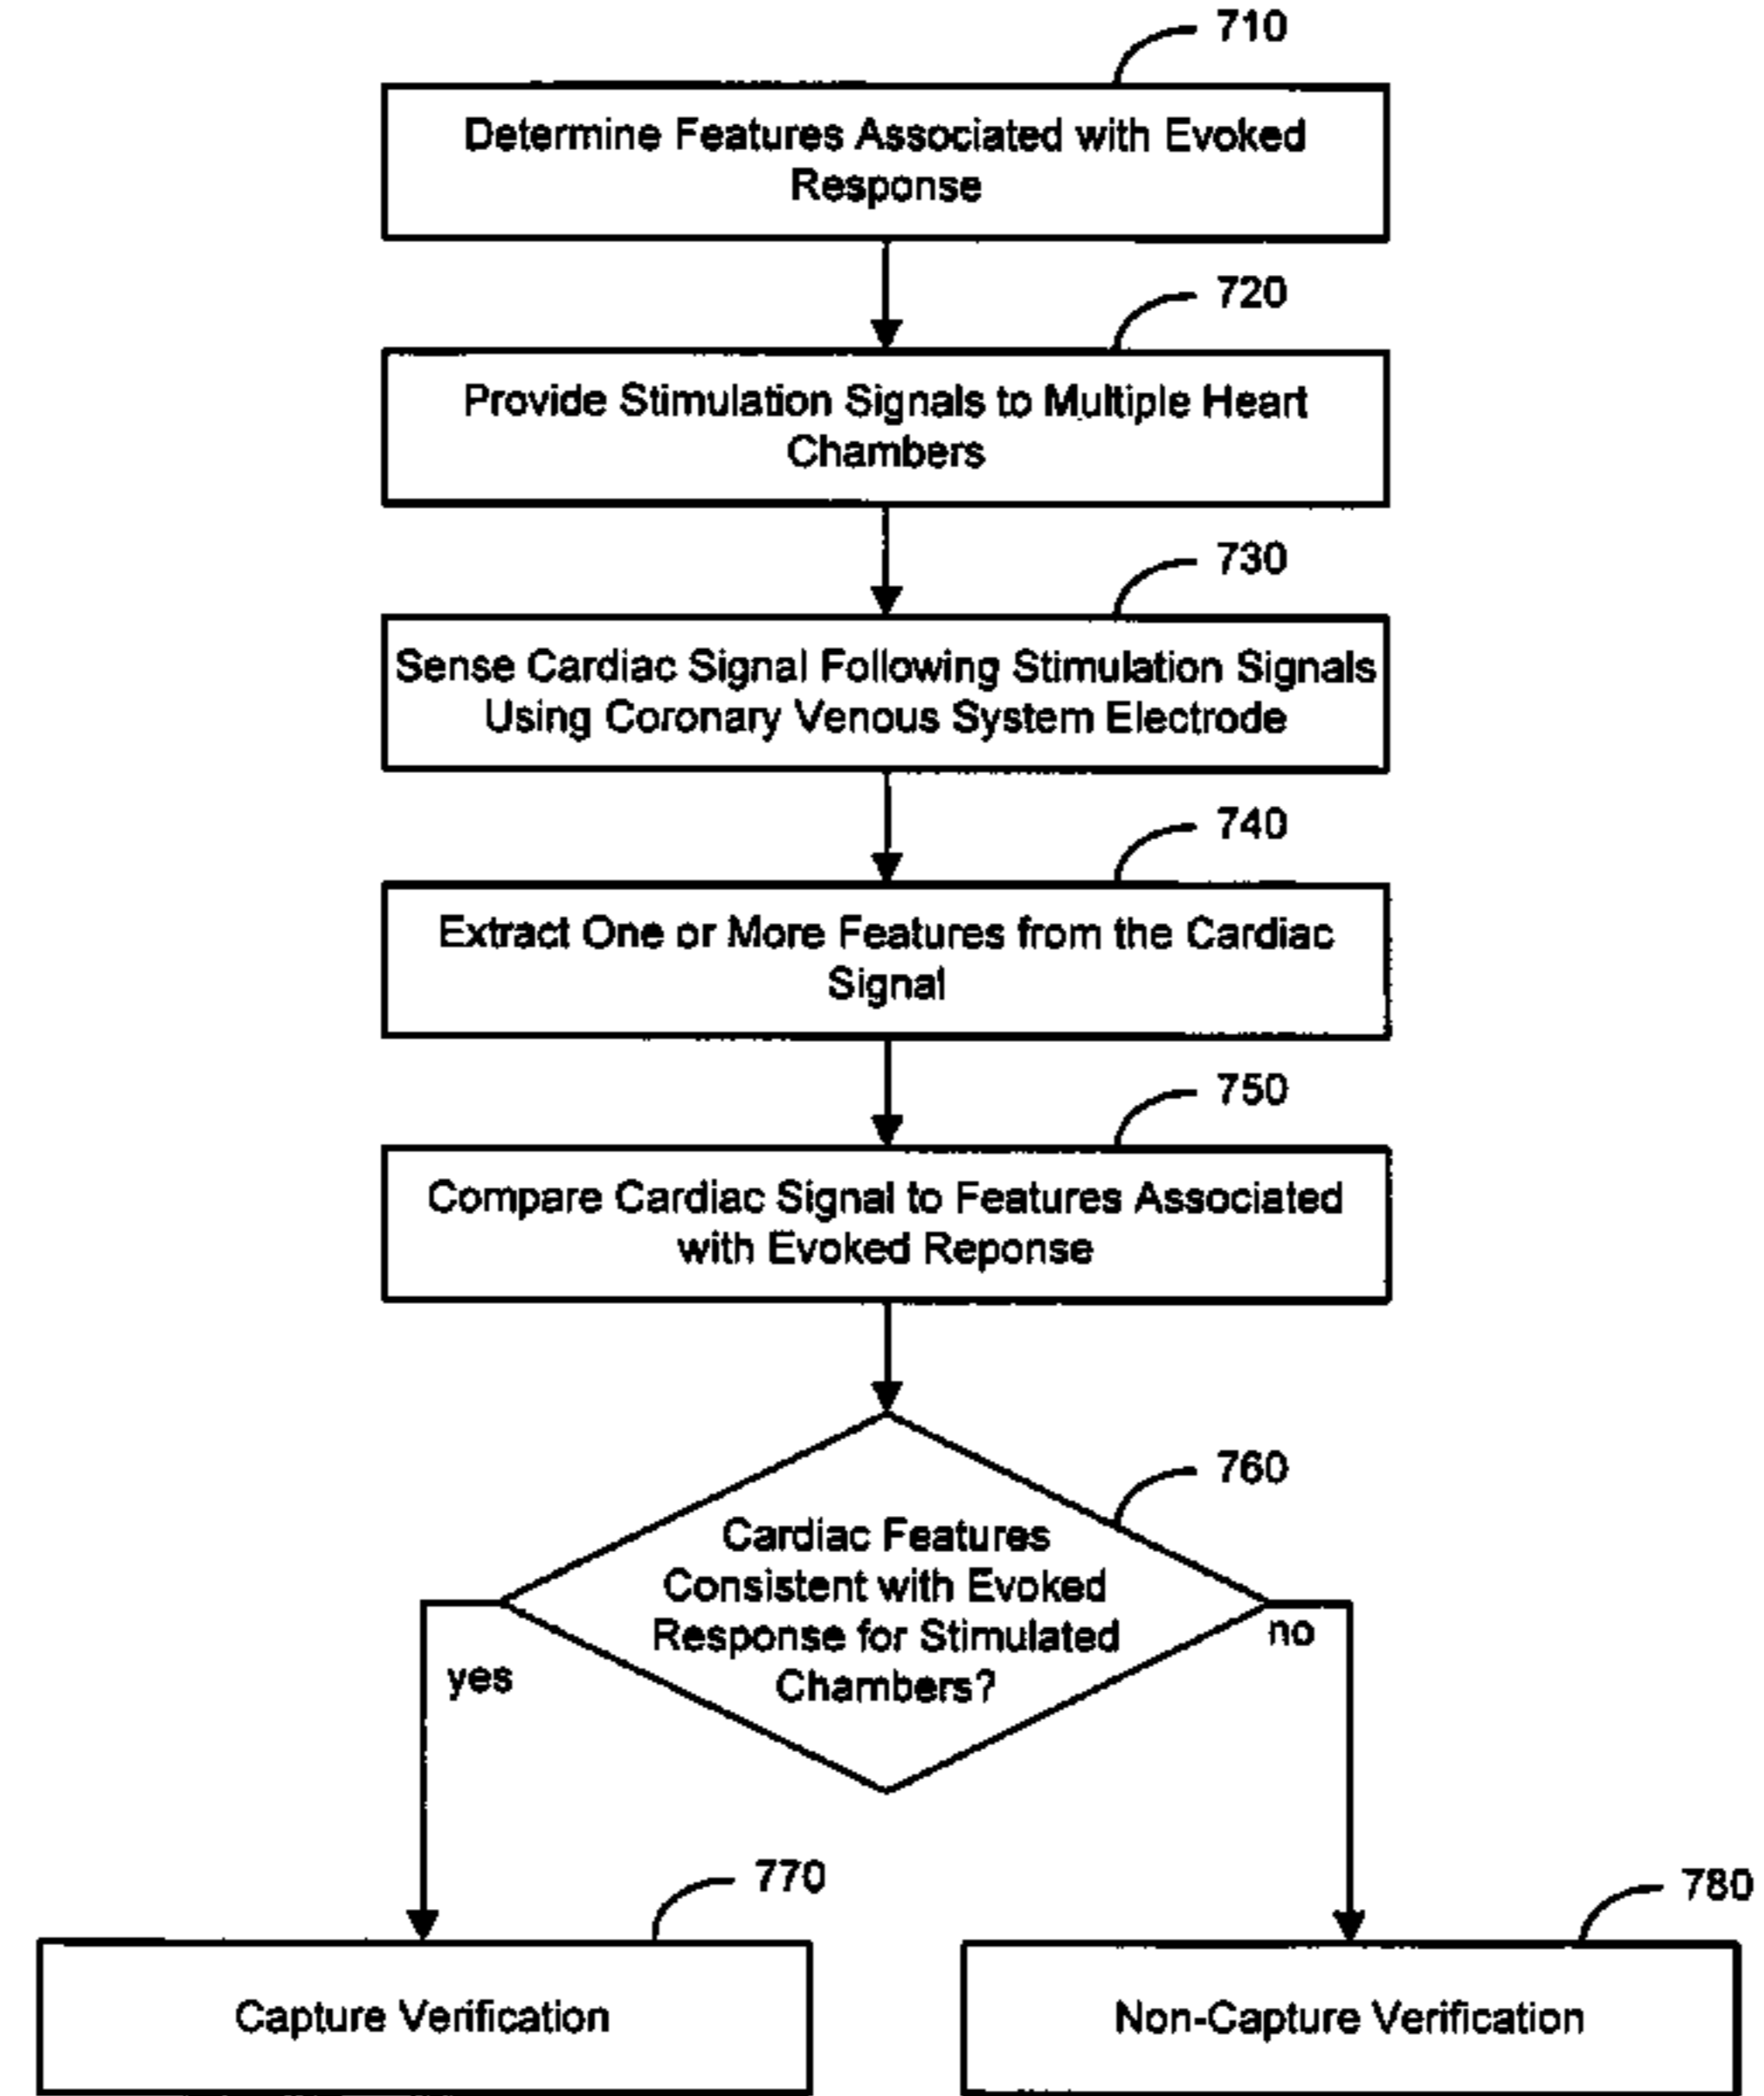 710
Determine Features Associated with Evoked
Response
720
Provide Stimulation Signals to Multiple Heart
Chambers
730
Sense Cardiac Signal Following Stimulation Signals
Using Coronary Venous System Electrode
740
Extract One or More Features from the Cardiac
Signal
750
Compare Cardiac Signal to Features Associated
with Evoked Reponse
760
Cardiac Features
Consistent with Evoked
Response for Stimulated
Chambers?
yes
no
770
Capture Verification
780
Non-Capture Verification